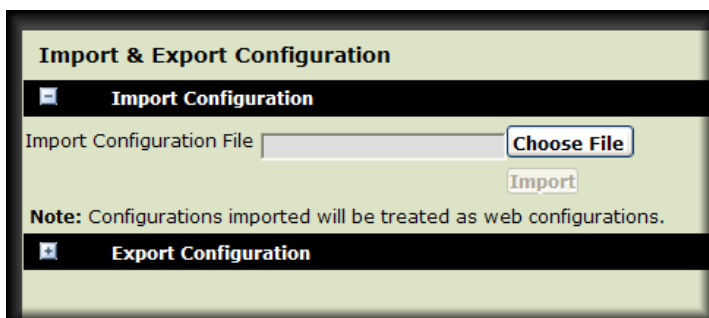 Import & Export Configuration
Import Configuration
Import Configuration File Choose File
Import
Note: Configurations imported will be treated as web configurations.
Export Configuration